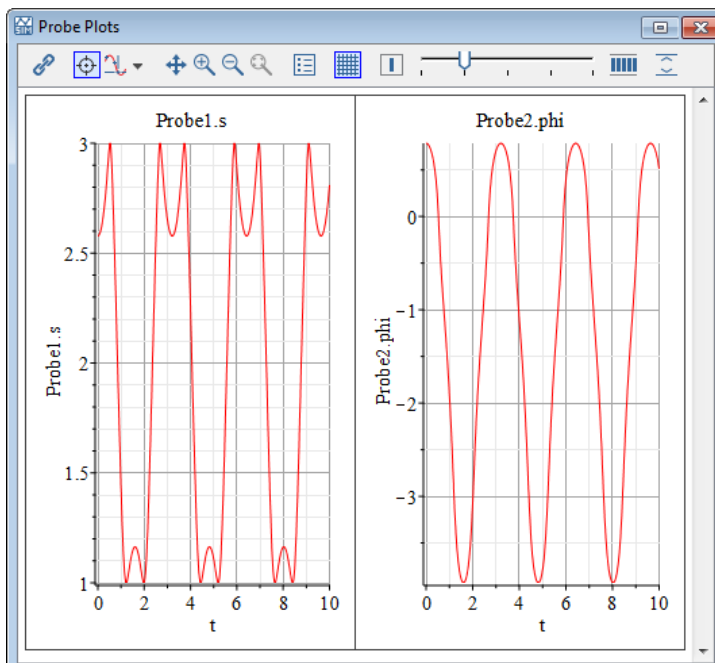 Probe Plots
SIM
Probe1.s
3
2.5
2
1.5
1
Probe1.s
0 2 4 6 8 10
t
Probe2.phi
0
−1
−2
−3
Probe2.phi
0 2 4 6 8 10
t